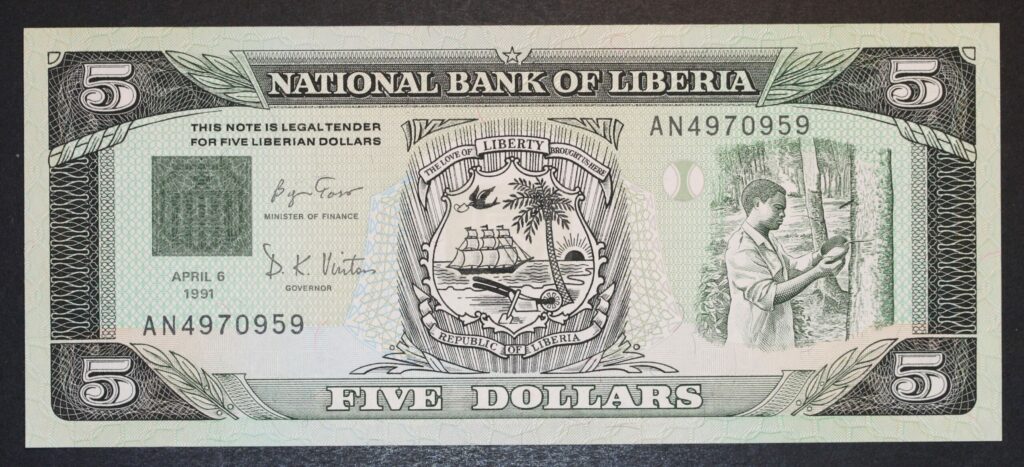 5
5
NATIONAL BANK OF LIBERIA
THIS NOTE IS LEGAL TENDER
FOR FIVE LIBERIAN DOLLARS
AN4970959
THE LOVE OF LIBERTY BROUGHT US HERE
MINISTER OF FINANCE
D. K. Vinton
GOVERNOR
APRIL 6
1991
AN4970959
REPUBLIC OF LIBERIA
5
FIVE DOLLARS
5